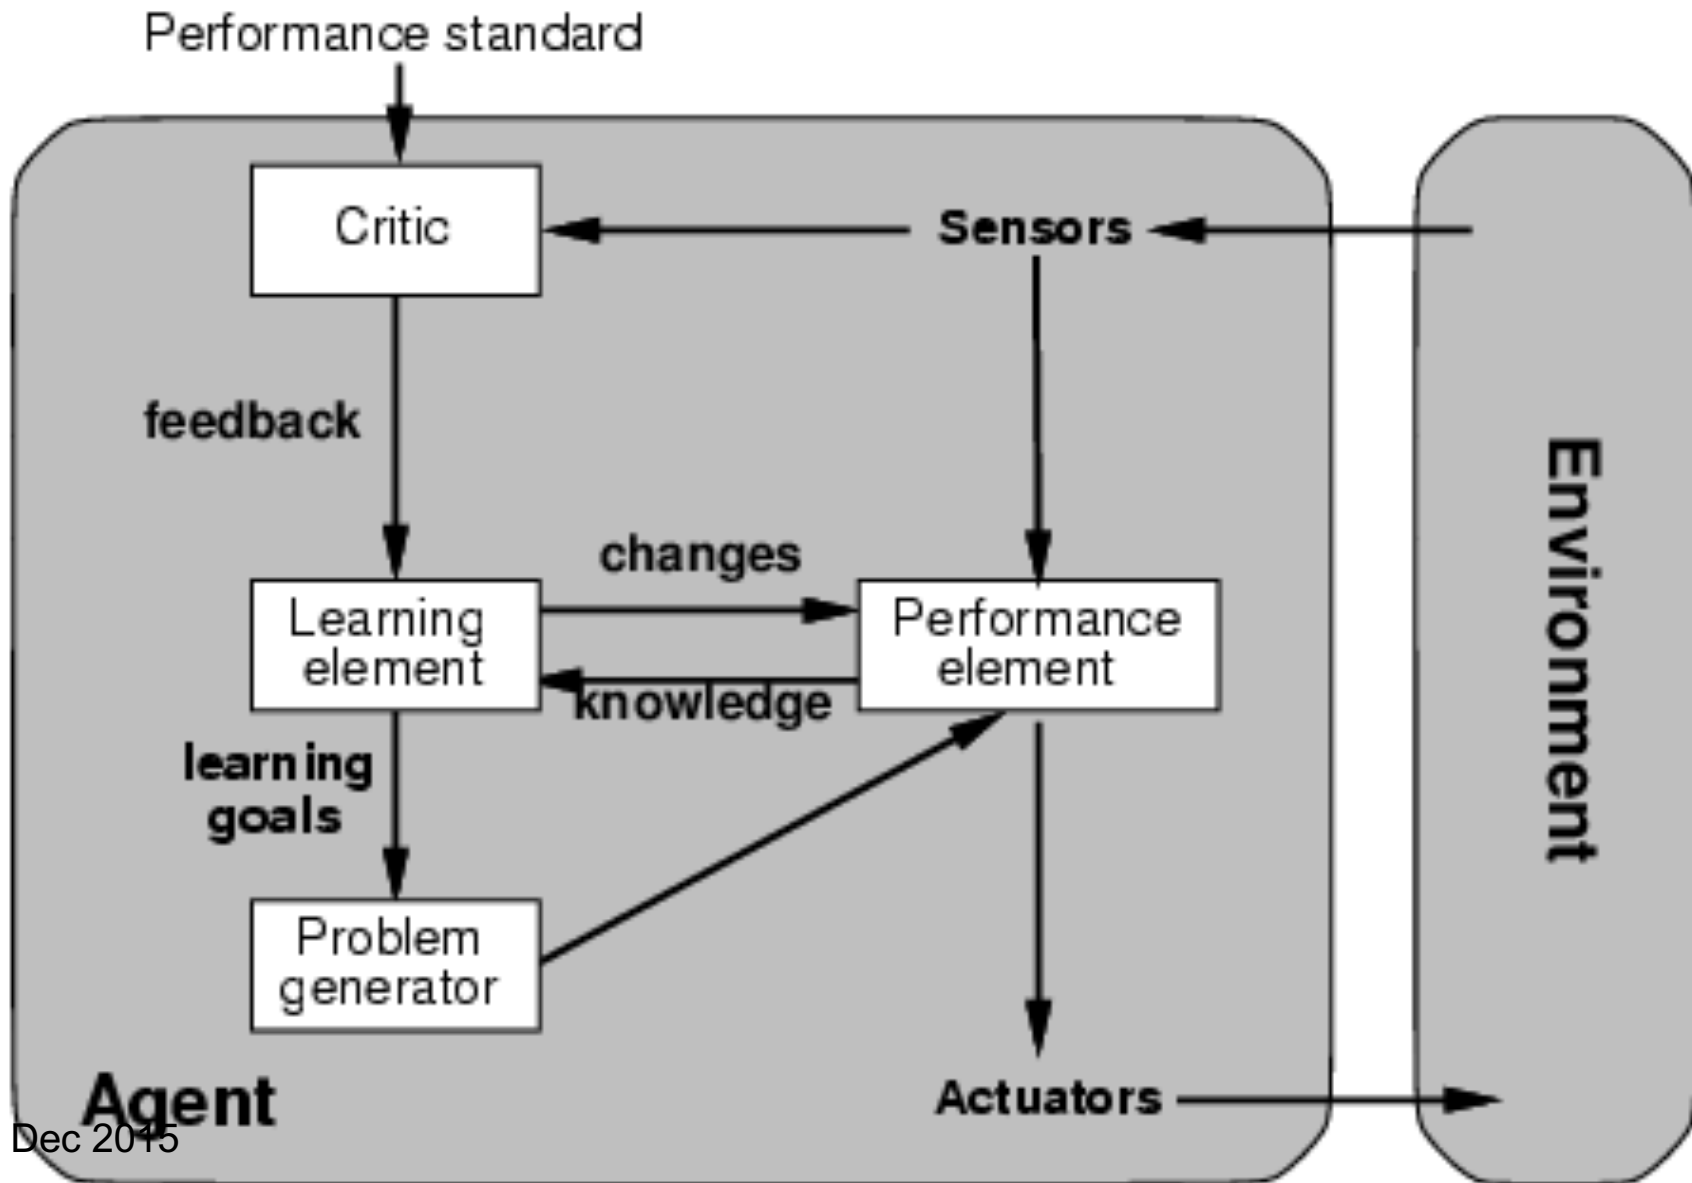 Performance standard
Critic
Sensors
feedback
changes
Learning
element
Performance
element
knowledge
learning
goals
Problem
generator
Agent
Actuators
Environment
Dec 2015